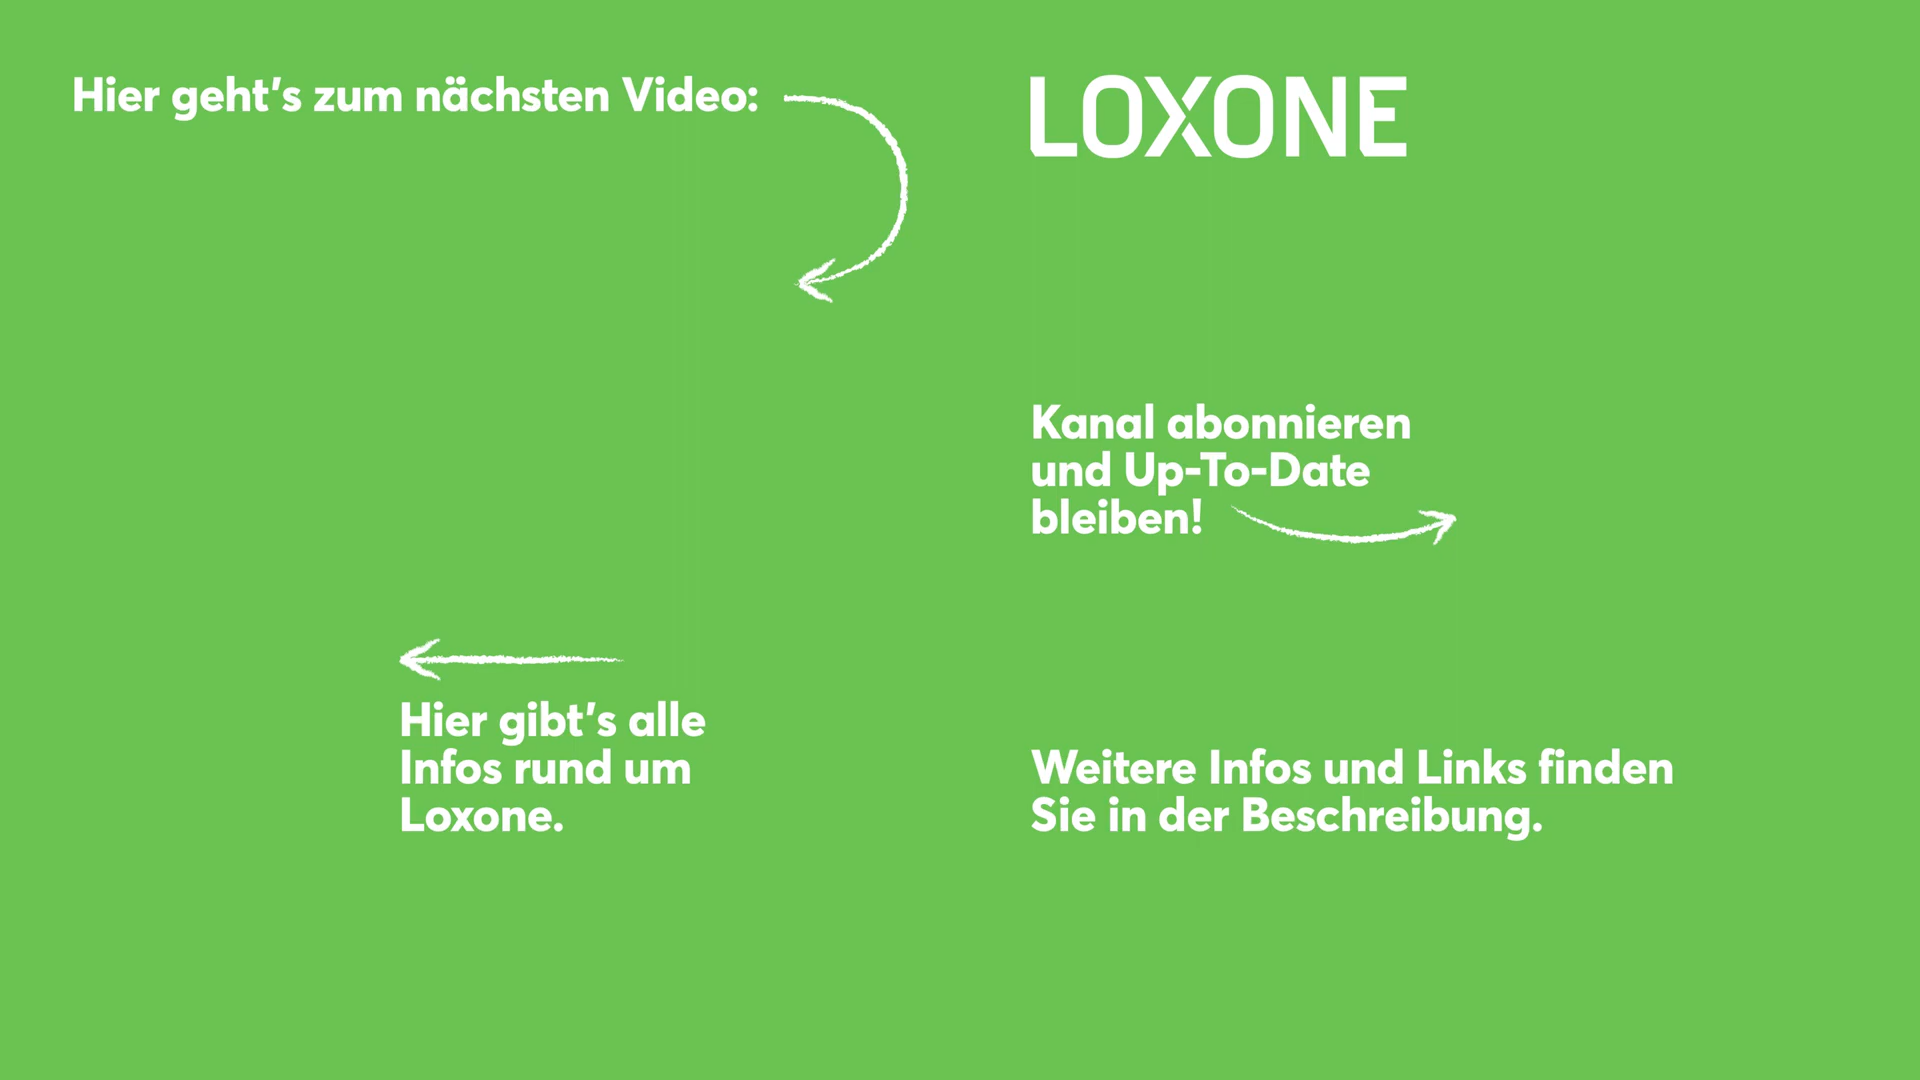 Hier geht's zum nächsten Video:
LOXONE
Kanal abonnieren
und Up-To-Date
bleiben!
Hier gibt's alle
Infos rund um
Loxone.
Weitere Infos und Links finden
Sie in der Beschreibung.